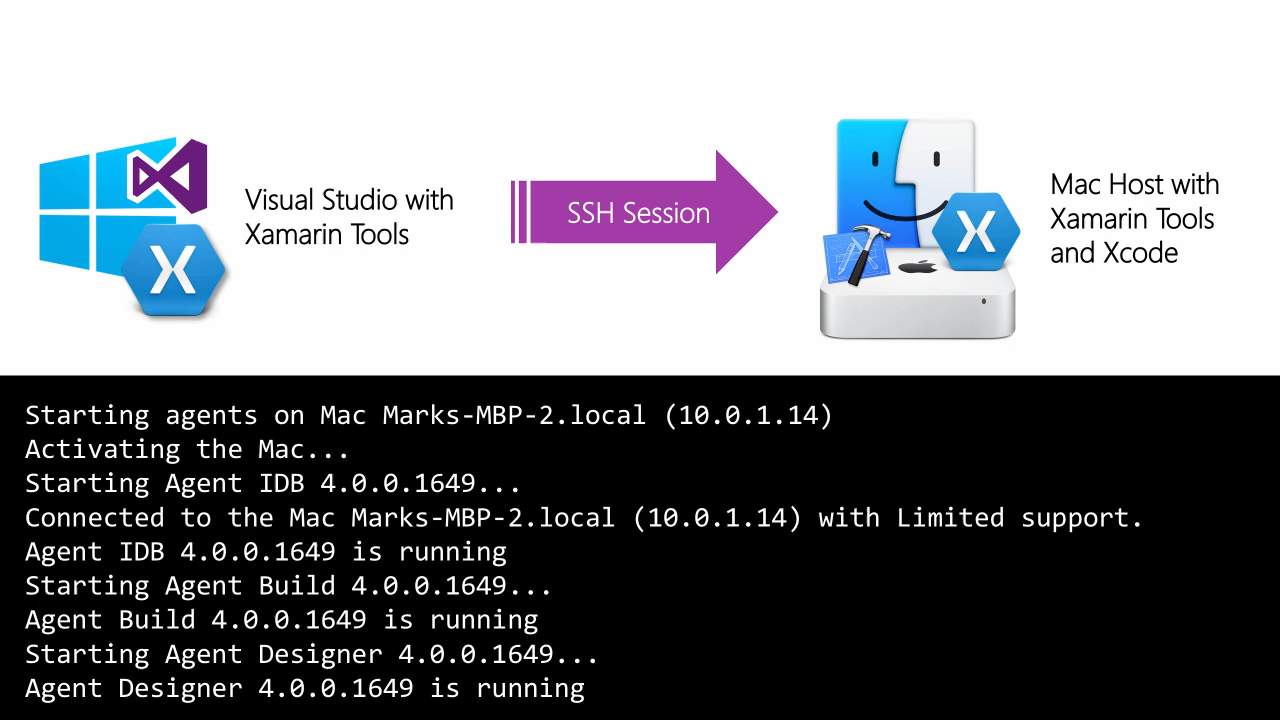 Visual Studio with
Xamarin Tools
SSH Session
Mac Host with
Xamarin Tools
and Xcode
Starting agents on Mac Marks-MBP-2.local (10.0.1.14)
Activating the Mac...
Starting Agent IDB 4.0.0.1649...
Connected to the Mac Marks-MBP-2.local (10.0.1.14) with Limited support.
Agent IDB 4.0.0.1649 is running
Starting Agent Build 4.0.0.1649...
Agent Build 4.0.0.1649 is running
Starting Agent Designer 4.0.0.1649...
Agent Designer 4.0.0.1649 is running